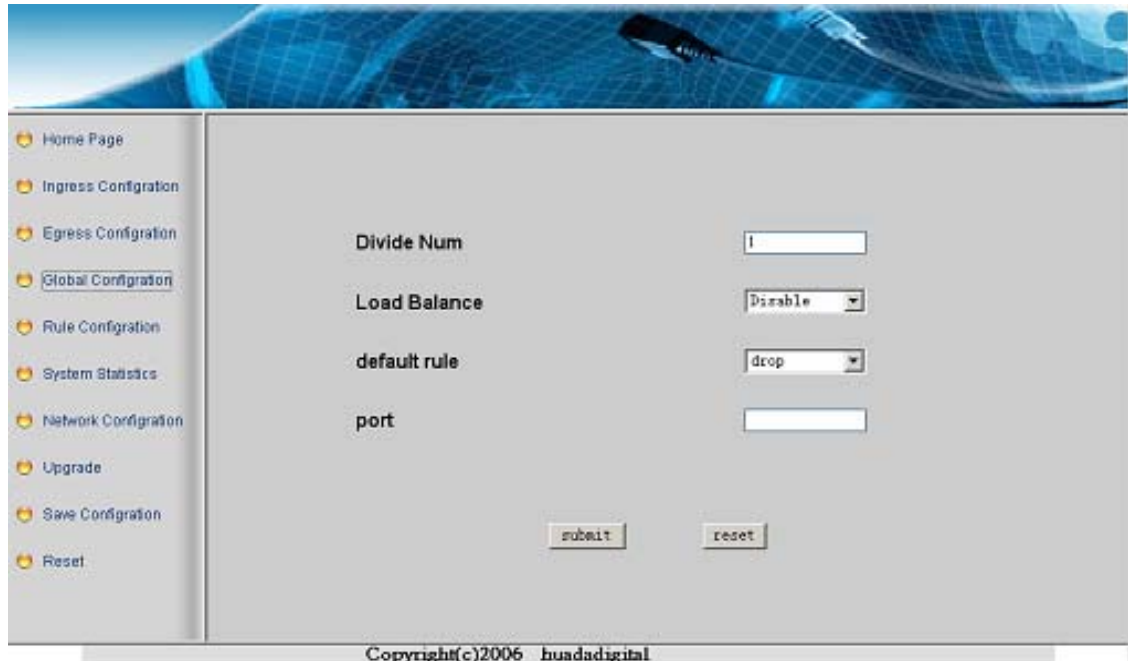 Home Page
Ingress Configration
Egress Configration
Global Configration
Rule Configration
System Statistics
Network Configration
Upgrade
Save Configration
Reset
Divide Num 1
Load Balance Disable
default rule drop
port
submit reset
Copyright(c)2006 huadadigital